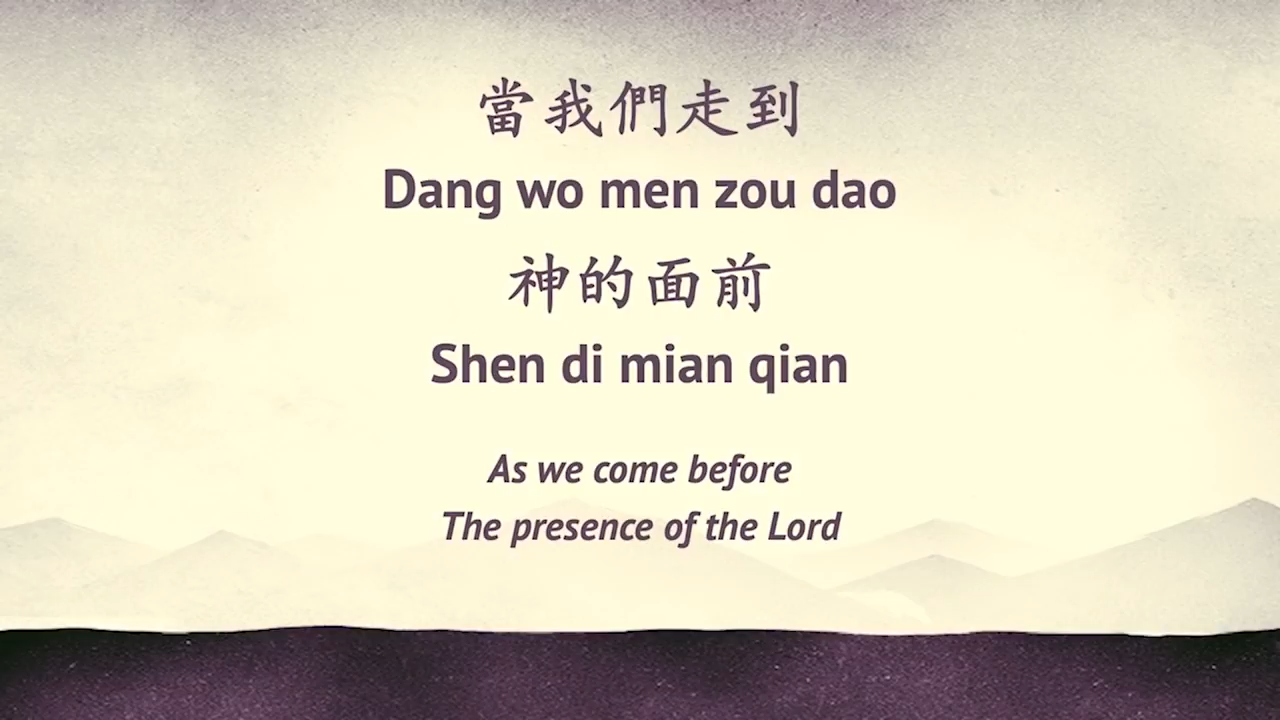 當我們走到
Dang wo men zou dao
神的面前
Shen di mian qian
As we come before
The presence of the Lord